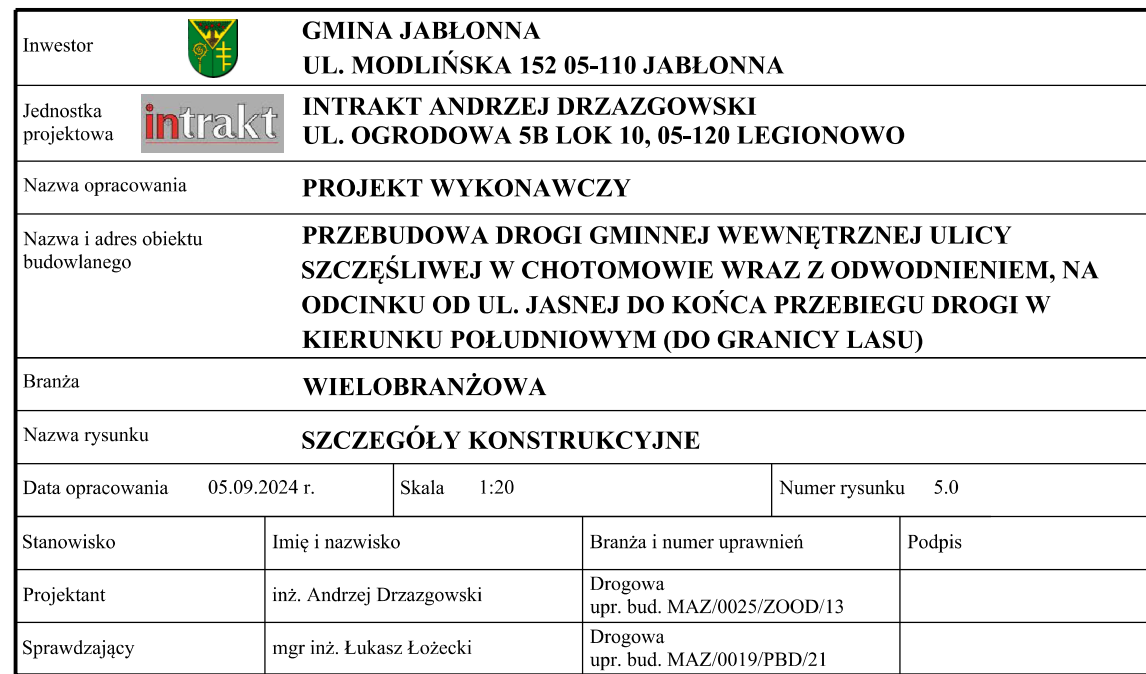 Inwestor
GMINA JABŁONNA
UL. MODLIŃSKA 152 05-110 JABŁONNA
Jednostka
projektowa
intrakt
INTRAKT ANDRZEJ DRZAZGOWSKI
UL. OGRODOWA 5B LOK 10, 05-120 LEGIONOWO
Nazwa opracowania
PROJEKT WYKONAWCZY
Nazwa i adres obiektu
budowlanego
PRZEBUDOWA DROGI GMINNEJ WEWNĘTRZNEJ ULICY
SZCZĘŚLIWEJ W CHOTOMOWIE WRAZ Z ODWODNIENIEM, NA
ODCINKU OD UL. JASNEJ DO KOŃCA PRZEBIEGU DROGI W
KIERUNKU POŁUDNIOWYM (DO GRANICY LASU)
Branża
WIELOBRANŻOWA
Nazwa rysunku
SZCZEGÓŁY KONSTRUKCYJNE
Data opracowania 05.09.2024 r. Skala 1:20 Numer rysunku 5.0
Stanowisko Imię i nazwisko Branża i numer uprawnień Podpis
Projektant inż. Andrzej Drzazgowski Drogowa
upr. bud. MAZ/0025/ZOOD/13
Sprawdzający mgr inż. Łukasz Łożecki Drogowa
upr. bud. MAZ/0019/PBD/21